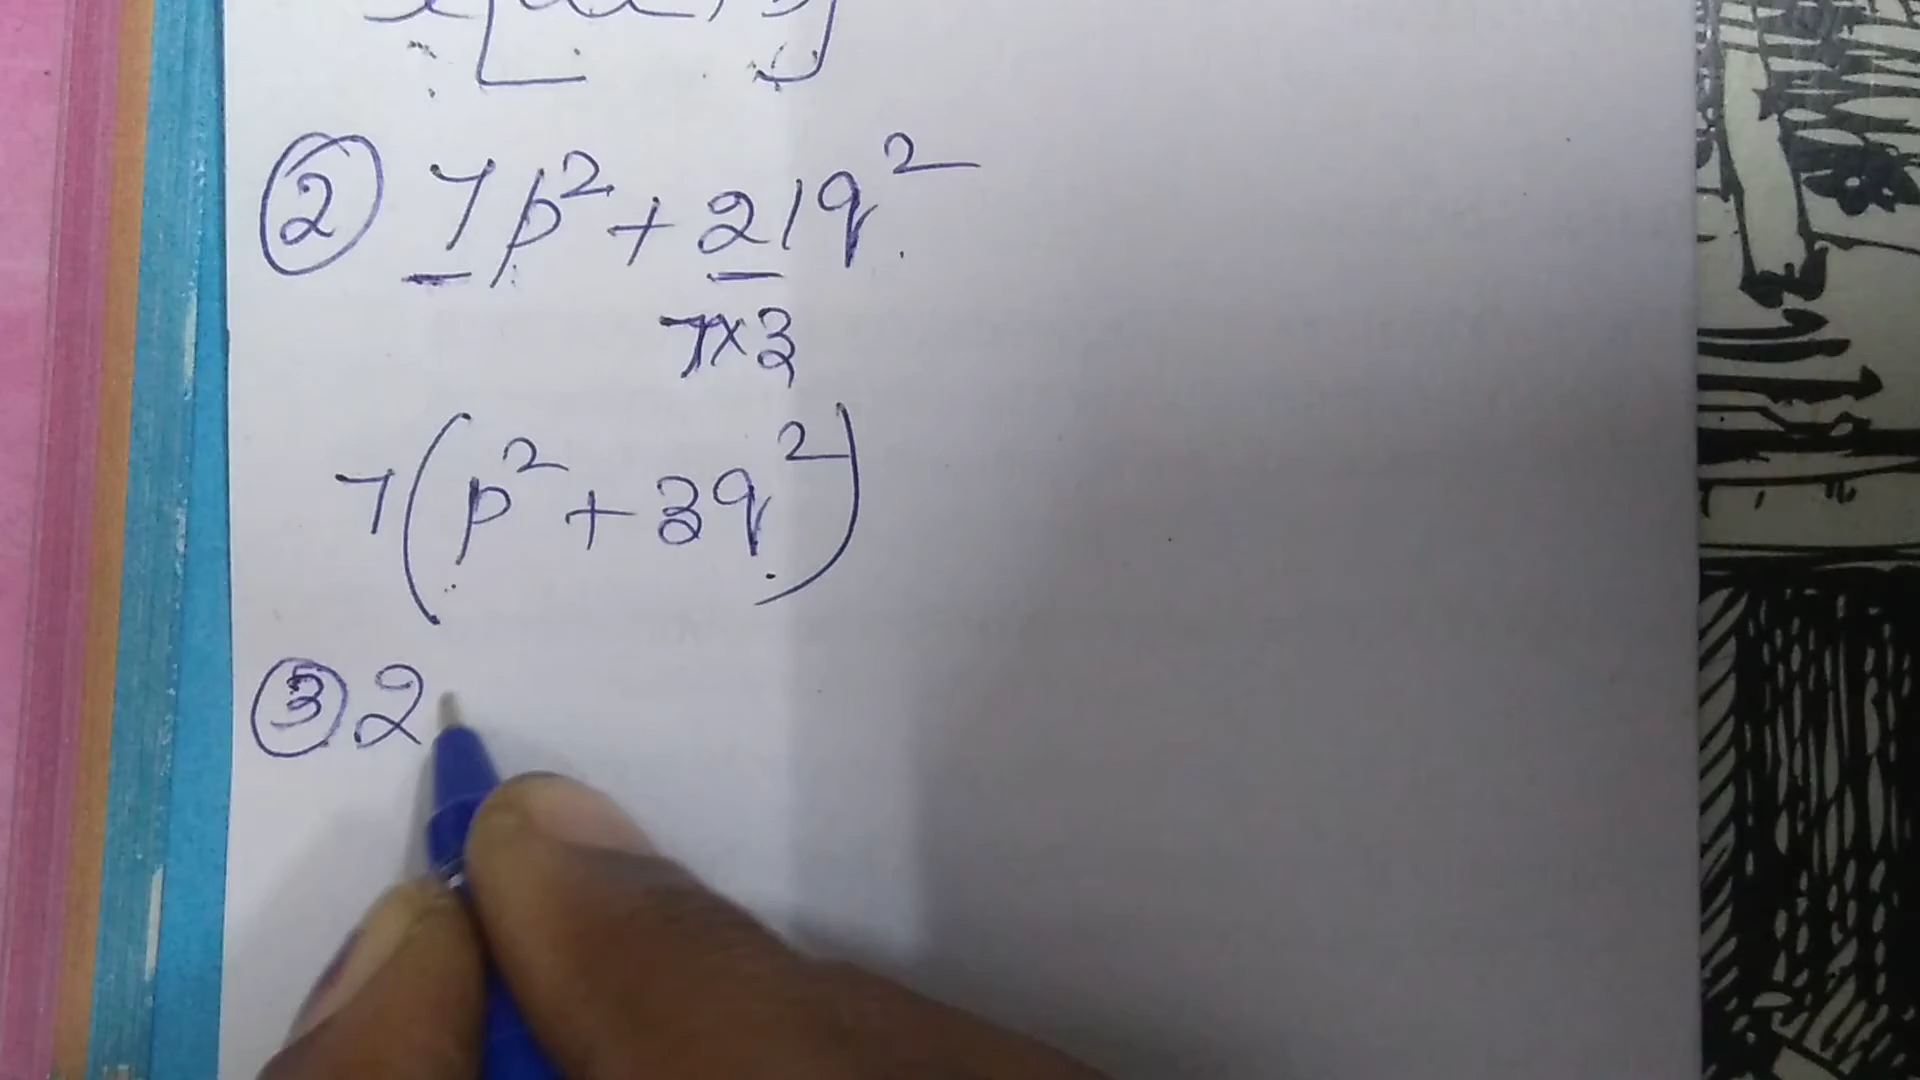 ② 7p² + 21q²
7×3
7(p² + 3q²)
③ 2